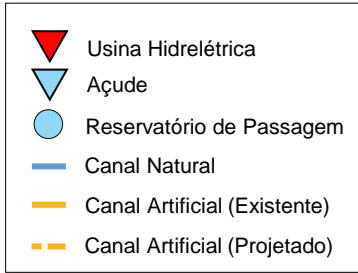 Usina Hidrelétrica
Açude
Reservatório de Passagem
Canal Natural
Canal Artificial (Existente)
Canal Artificial (Projetado)